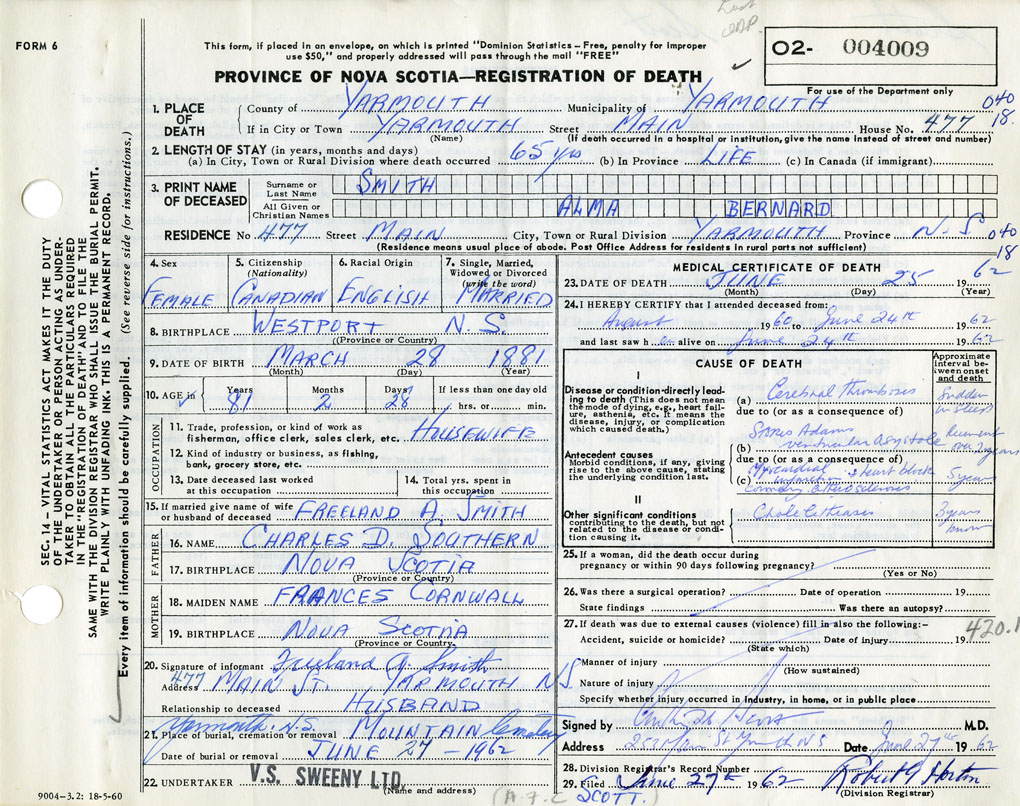 FORM 6
This form, if placed in an envelope, on which is printed "Dominion Statistics – Free, penalty for improper
use $50," and properly addressed will pass through the mail "FREE"
O2- 004009
For use of the Department only
PROVINCE OF NOVA SCOTIA—REGISTRATION OF DEATH
SEC. 14 – VITAL STATISTICS ACT MAKES IT THE DUTY
OF THE UNDERTAKER OR PERSON ACTING AS UNDER-
TAKER TO OBTAIN ALL THE PARTICULARS REQUIRED
IN THE "REGISTRATION OF DEATH" AND TO FILE THE
SAME WITH THE DIVISION REGISTRAR WHO SHALL ISSUE THE BURIAL PERMIT.
WRITE PLAINLY WITH UNFADING INK. THIS IS A PERMANENT RECORD.
Every item of information should be carefully supplied. (See reverse side for instructions.)
1. PLACE OF DEATH
County of YARMOUTH Municipality of YARMOUTH 040
If in City or Town YARMOUTH Street MAIN House No. 477 18.
(Name) (If death occurred in a hospital or institution, give the name instead of street and number)
2. LENGTH OF STAY (in years, months and days)
(a) In City, Town or Rural Division where death occurred 65 yrs (b) In Province LIFE (c) In Canada (if immigrant)
3. PRINT NAME OF DECEASED
Surname or Last Name SMITH
All Given or Christian Names ALMA BERNARD
RESIDENCE No. 477 Street MAIN City, Town or Rural Division YARMOUTH Province N.S 040
(Residence means usual place of abode. Post Office Address for residents in rural parts not sufficient) 18
4. Sex
FEMALE
5. Citizenship
(Nationality)
CANADIAN
6. Racial Origin
ENGLISH
7. Single, Married,
Widowed or Divorced
(write the word)
MARRIED
8. BIRTHPLACE WESTPORT N.S.
(Province or Country)
9. DATE OF BIRTH MARCH 28 1881
(Month) (Day) (Year)
10. AGE in Years Months Days If less than one day old
81 2 28 hrs. or min.
OCCUPATION
11. Trade, profession, or kind of work as
fisherman, office clerk, sales clerk, etc. HOUSEWIFE
12. Kind of industry or business, as fishing,
bank, grocery store, etc.
13. Date deceased last worked
at this occupation
14. Total yrs. spent in
this occupation
15. If married give name of wife
or husband of deceased FREELAND A. SMITH
FATHER
16. NAME CHARLES D. SOUTHERN
17. BIRTHPLACE NOVA SCOTIA
(Province or Country)
MOTHER
18. MAIDEN NAME FRANCES CORNWALL
19. BIRTHPLACE NOVA SCOTIA
(Province or Country)
20. Signature of informant Freeland A. Smith
Address 477 MAIN ST. YARMOUTH NS
Relationship to deceased HUSBAND
Yarmouth, N.S.
21. Place of burial, cremation or removal MOUNTAIN Cemetery
Date of burial or removal JUNE 27 – 1962
22. UNDERTAKER V.S. SWEENY LTD.
(Name and address)
9004-3.2: 18-5-60
MEDICAL CERTIFICATE OF DEATH
23. DATE OF DEATH JUNE 25 62
(Month) (Day) (Year)
24. I HEREBY CERTIFY that I attended deceased from:
August 1960 to June 24th 1962
and last saw h er alive on June 24th 1962
CAUSE OF DEATH
Approximate
interval be-
tween onset
and death
I
Disease or condition directly lead-
ing to death (This does not mean
the mode of dying, e.g., heart fail-
ure, asthenia, etc. It means the
disease, injury, or complication
which caused death.)
(a) Cerebral thrombosis Sudden in sleep
due to (or as a consequence of)
Antecedent causes
Morbid conditions, if any, giving
rise to the above cause, stating
the underlying condition last.
Stokes Adams
(b) ventricular asystole
due to (or as a consequence of)
(c) Myocardial infarction + heart block 5 years
coronary atherosclerosis
II
Other significant conditions
contributing to the death, but not
related to the disease or condi-
tion causing it.
Cholelithiasis 3 years
25. If a woman, did the death occur during
pregnancy or within 90 days following pregnancy?
(Yes or No)
26. Was there a surgical operation? Date of operation 19
State findings Was there an autopsy?
27. If death was due to external causes (violence) fill in also the following:–
Accident, suicide or homicide? Date of injury 19 420.1
(State which)
Manner of injury
(How sustained)
Nature of injury
Specify whether injury occurred in industry, in home, or in public place
Signed by M.D.
Address Date June 27th 1962
28. Division Registrar's Record Number
29. Filed June 27th 1962 Robert G Horton
(Division Registrar)
(A.F.C SCOTT.)